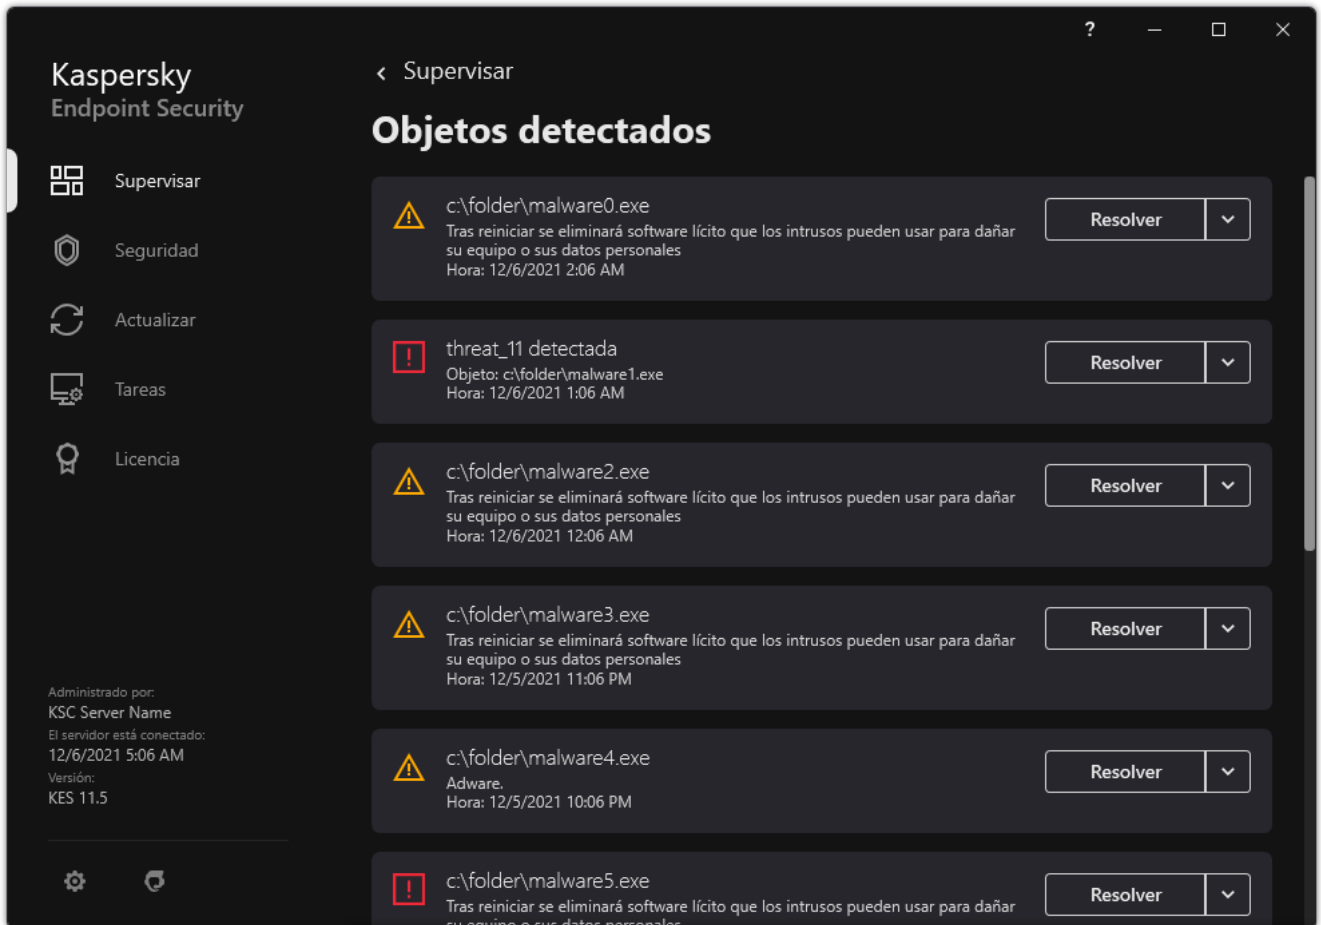 ?
Kaspersky
Endpoint Security
Supervisar
Seguridad
Actualizar
Tareas
Licencia
Administrado por:
KSC Server Name
El servidor está conectado:
12/6/2021 5:06 AM
Versión:
KES 11.5
Supervisar
Objetos detectados
c:\folder\malware0.exe
Tras reiniciar se eliminará software lícito que los intrusos pueden usar para dañar
su equipo o sus datos personales
Hora: 12/6/2021 2:06 AM
Resolver
threat_11 detectada
Objeto: c:\folder\malware1.exe
Hora: 12/6/2021 1:06 AM
Resolver
c:\folder\malware2.exe
Tras reiniciar se eliminará software lícito que los intrusos pueden usar para dañar
su equipo o sus datos personales
Hora: 12/6/2021 12:06 AM
Resolver
c:\folder\malware3.exe
Tras reiniciar se eliminará software lícito que los intrusos pueden usar para dañar
su equipo o sus datos personales
Hora: 12/5/2021 11:06 PM
Resolver
c:\folder\malware4.exe
Adware.
Hora: 12/5/2021 10:06 PM
Resolver
c:\folder\malware5.exe
Tras reiniciar se eliminará software lícito que los intrusos pueden usar para dañar
su equipo o sus datos personales
Resolver